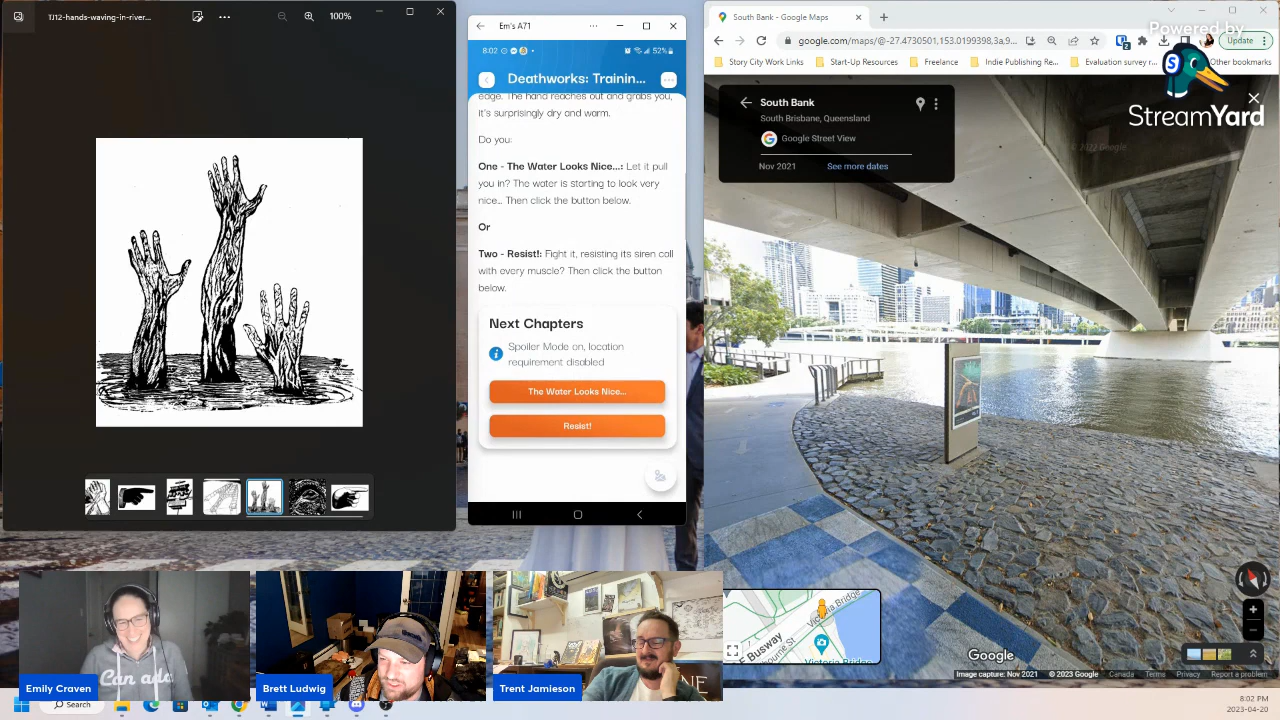 TJ12-hands-waving-in-river...
100%
Em's A71
8:02
52%
Deathworks: Trainin...
edge. The hand reaches out and grabs you,
it's surprisingly dry and warm.
Do you:
One - The Water Looks Nice...: Let it pull
you in? The water is starting to look very
nice... Then click the button below.
Or
Two - Resist!: Fight it, resisting its siren call
with every muscle? Then click the button
below.
Next Chapters
Spoiler Mode on, location
requirement disabled
The Water Looks Nice...
Resist!
South Bank - Google Maps
google.com/maps/@-27.4730501,153.0199398,3a,9...
Update
Story City Work Links
Start-Up Resources
Freelance
Indie Publishing Re...
Evaluation survey r...
Other bookmarks
Powered by
StreamYard
South Bank
South Brisbane, Queensland
Google Street View
Nov 2021
See more dates
© 2022 Google
Victoria Bridge
Busway
Victoria Bridge
Google
Image capture: Nov 2021
© 2023 Google
Canada
Terms
Privacy
Report a problem
Can
Emily Craven
Brett Ludwig
Trent Jamieson
Search
8:02 PM
2023-04-20